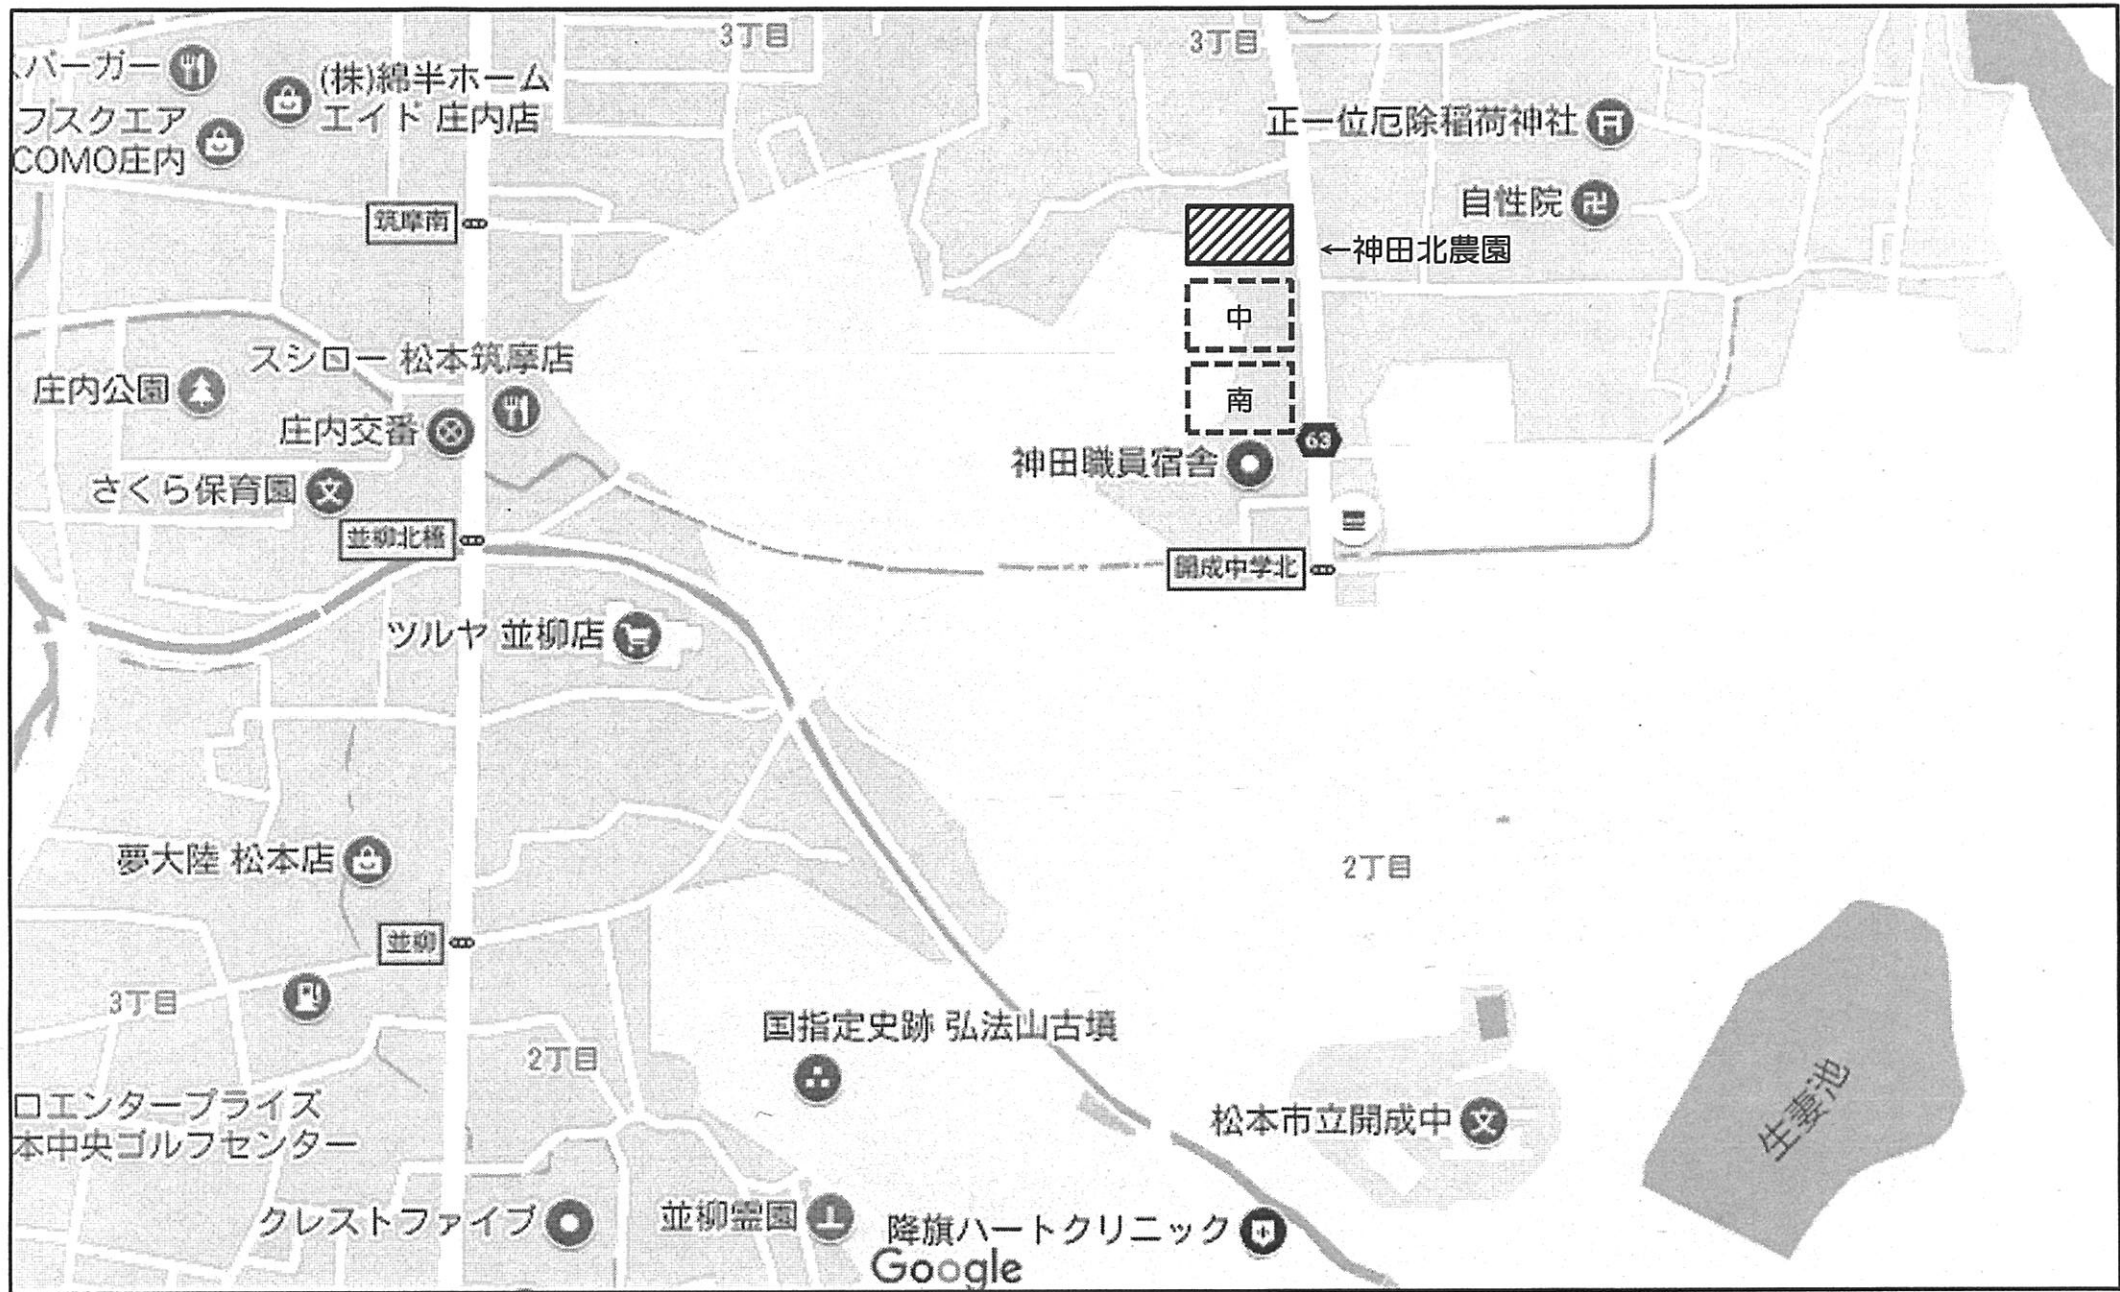 3丁目
3丁目
スバーガー
(株)綿半ホーム
エイド 庄内店
フスクエア
COMO庄内
正一位厄除稲荷神社
自性院
筑摩南
←神田北農園
中
スシロー 松本筑摩店
庄内公園
南
庄内交番
63
神田職員宿舎
さくら保育園
並柳北橋
開成中学北
ツルヤ 並柳店
夢大陸 松本店
2丁目
並柳
3丁目
国指定史跡 弘法山古墳
2丁目
ロエンタープライズ
本中央ゴルフセンター
松本市立開成中
生妻池
クレストファイブ
並柳霊園
降旗ハートクリニック
Google